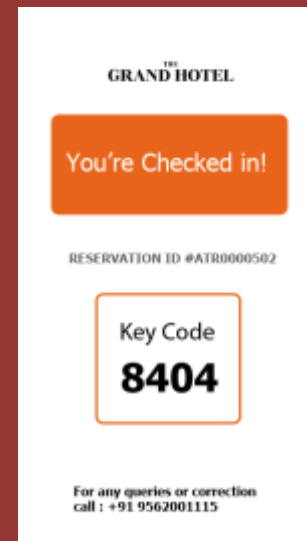 THE
GRAND HOTEL
You're Checked in!
RESERVATION ID #ATR0000502
Key Code
8404
For any queries or correction
call : +91 9562001115